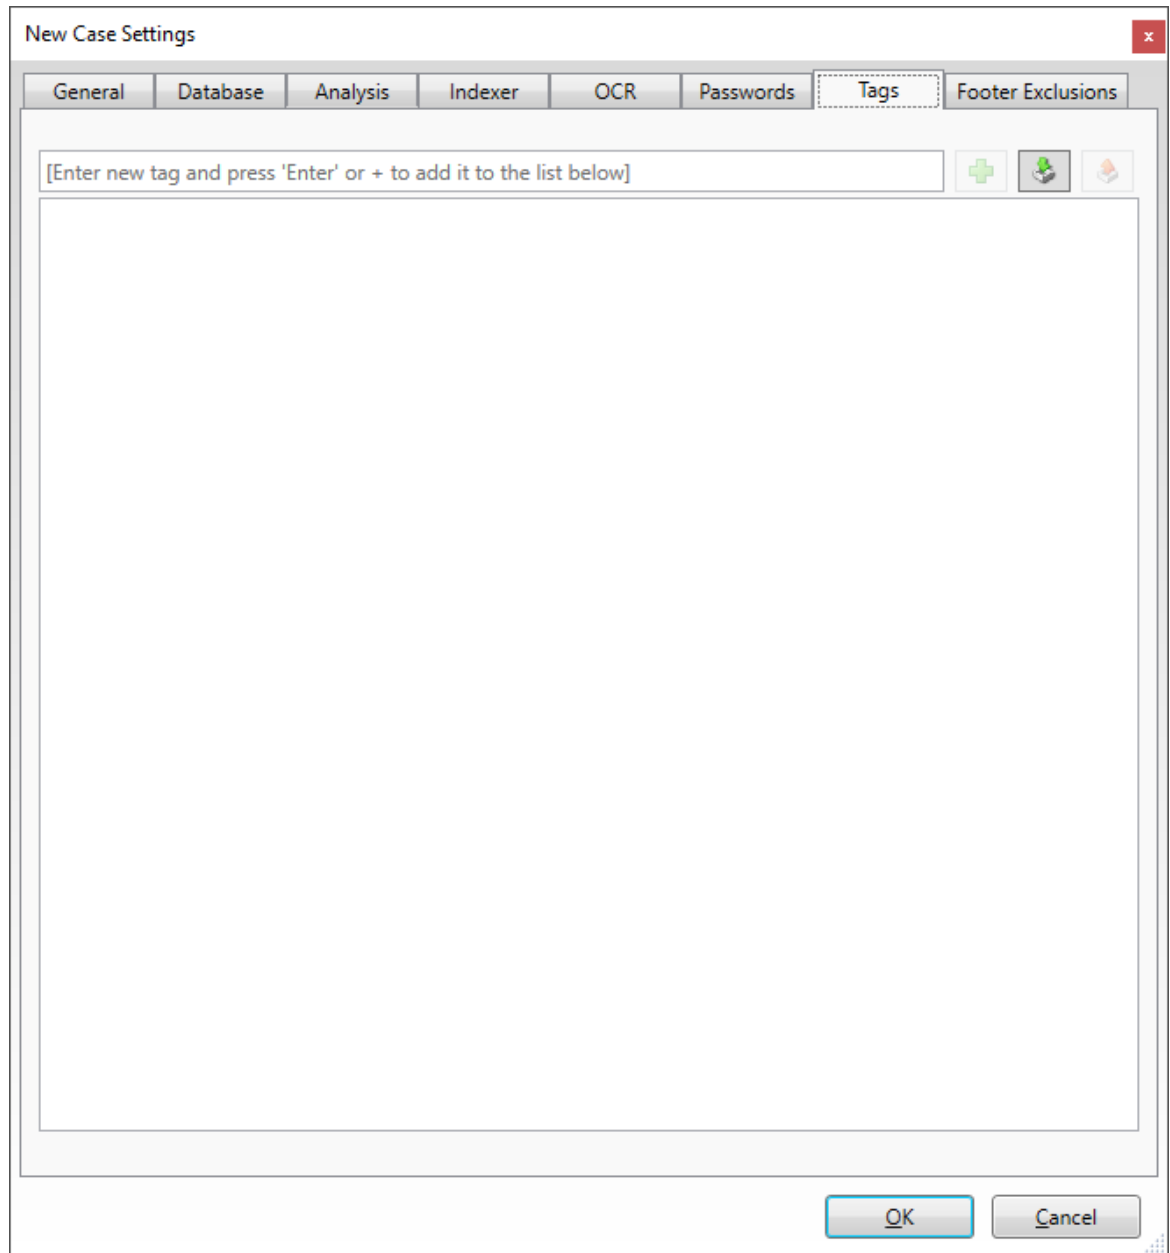 New Case Settings
x
General Database Analysis Indexer OCR Passwords Tags Footer Exclusions
[Enter new tag and press 'Enter' or + to add it to the list below]
OK Cancel